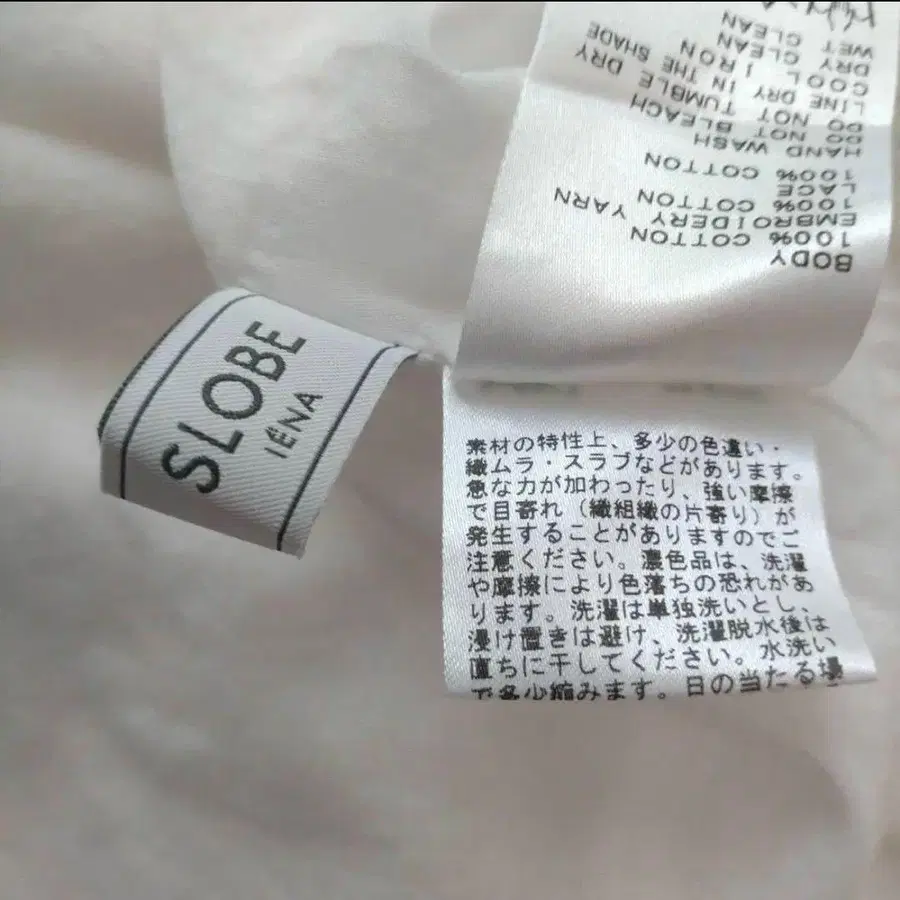 SLOBE
IÉNA
BODY
100% COTTON
EMBROIDERY YARN
100% COTTON
LACE
100% COTTON
HAND WASH
DO NOT BLEACH
DO NOT TUMBLE DRY
LINE DRY IN THE SHADE
COOL IRON
DRY CLEAN
WET CLEAN
素材の特性上、多少の色違い・
織ムラ・スラブなどがあります。
急な力が加わったり、強い摩擦
で目寄れ（織組織の片寄り）が
発生することがありますのでご
注意ください。濃色品は、洗濯
や摩擦により色落ちの恐れがあ
ります。洗濯は単独洗いとし、
浸け置きは避け、洗濯脱水後は
直ちに干してください。水洗い
で多少縮みます。日の当たる場